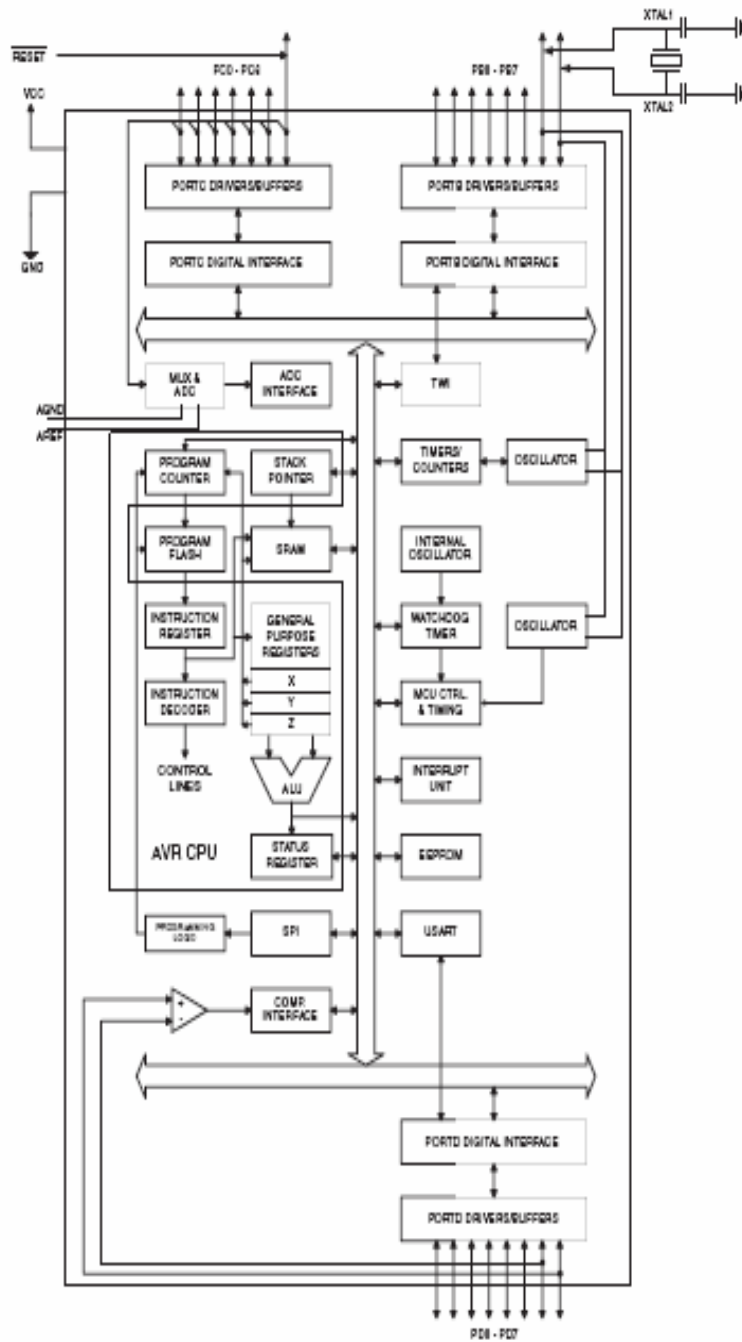 XTAL1
RESET
PC0 - PC6
PB0 - PB7
VCC
XTAL2
PORTC DRIVERS/BUFFERS
PORTB DRIVERS/BUFFERS
GND
PORTC DIGITAL INTERFACE
PORTB DIGITAL INTERFACE
MUX &
ADC
ADC
INTERFACE
TWI
AGND
AREF
PROGRAM
COUNTER
STACK
POINTER
TIMERS/
COUNTERS
OSCILLATOR
PROGRAM
FLASH
SRAM
INTERNAL
OSCILLATOR
INSTRUCTION
REGISTER
GENERAL
PURPOSE
REGISTERS
WATCHDOG
TIMER
OSCILLATOR
X
INSTRUCTION
DECODER
Y
MCU CTRL.
& TIMING
Z
CONTROL
LINES
ALU
INTERRUPT
UNIT
AVR CPU
STATUS
REGISTER
EEPROM
PROGRAMMING
LOGIC
SPI
USART
+
-
COMP.
INTERFACE
PORTD DIGITAL INTERFACE
PORTD DRIVERS/BUFFERS
PD0 - PD7